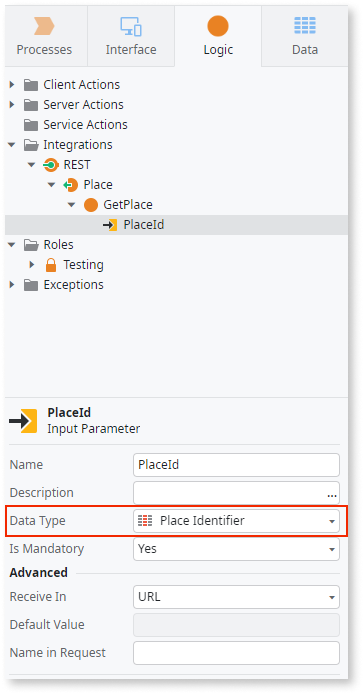 Processes Interface Logic Data
Client Actions
Server Actions
Service Actions
Integrations
REST
Place
GetPlace
PlaceId
Roles
Testing
Exceptions
PlaceId
Input Parameter
Name PlaceId
Description ...
Data Type Place Identifier
Is Mandatory Yes
Advanced
Receive In URL
Default Value
Name in Request